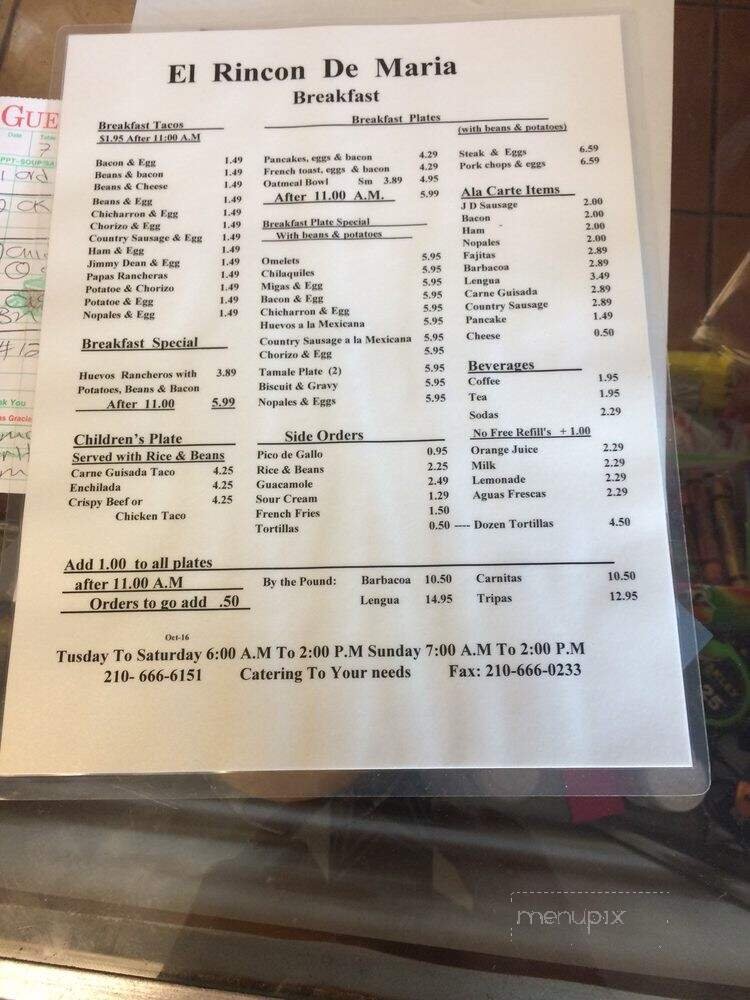 El Rincon De Maria
Breakfast
Breakfast Tacos
$1.95 After 11:00 A.M
Bacon & Egg 1.49
Beans & bacon 1.49
Beans & Cheese 1.49
Beans & Egg 1.49
Chicharron & Egg 1.49
Chorizo & Egg 1.49
Country Sausage & Egg 1.49
Ham & Egg 1.49
Jimmy Dean & Egg 1.49
Papas Rancheras 1.49
Potatoe & Chorizo 1.49
Potatoe & Egg 1.49
Nopales & Egg 1.49
Breakfast Special
Huevos Rancheros with 3.89
Potatoes, Beans & Bacon
After 11.00 5.99
Breakfast Plates
(with beans & potatoes)
Pancakes, eggs & bacon 4.29
French toast, eggs & bacon 4.29
Oatmeal Bowl Sm 3.89 4.95
After 11.00 A.M. 5.99
Steak & Eggs 6.59
Pork chops & eggs 6.59
Breakfast Plate Special
With beans & potatoes
Omelets 5.95
Chilaquiles 5.95
Migas & Egg 5.95
Bacon & Egg 5.95
Chicharron & Egg 5.95
Huevos a la Mexicana 5.95
Country Sausage a la Mexicana 5.95
Chorizo & Egg 5.95
Tamale Plate (2) 5.95
Biscuit & Gravy 5.95
Nopales & Eggs 5.95
Ala Carte Items
J D Sausage 2.00
Bacon 2.00
Ham 2.00
Nopales 2.00
Fajitas 2.89
Barbacoa 2.89
Lengua 3.49
Carne Guisada 2.89
Country Sausage 2.89
Pancake 1.49
Cheese 0.50
Beverages
Coffee 1.95
Tea 1.95
Sodas 2.29
No Free Refill's + 1.00
Orange Juice 2.29
Milk 2.29
Lemonade 2.29
Aguas Frescas 2.29
Children's Plate
Served with Rice & Beans
Carne Guisada Taco 4.25
Enchilada 4.25
Crispy Beef or 4.25
Chicken Taco
Side Orders
Pico de Gallo 0.95
Rice & Beans 2.25
Guacamole 2.49
Sour Cream 1.29
French Fries 1.50
Tortillas 0.50 ---- Dozen Tortillas 4.50
Add 1.00 to all plates
after 11.00 A.M
Orders to go add .50
By the Pound: Barbacoa 10.50 Carnitas 10.50
Lengua 14.95 Tripas 12.95
Oct-16
Tusday To Saturday 6:00 A.M To 2:00 P.M Sunday 7:00 A.M To 2:00 P.M
210- 666-6151 Catering To Your needs Fax: 210-666-0233
GUE
Date
7
1 ord
2 OK
#12
menupix